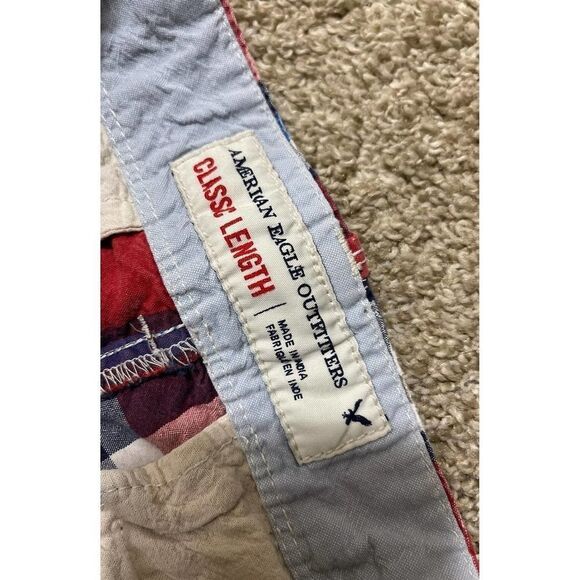 AMERICAN EAGLE OUTFITTERS
CLASSIC LENGTH
MADE IN INDIA
FABRIQUÉ EN INDE